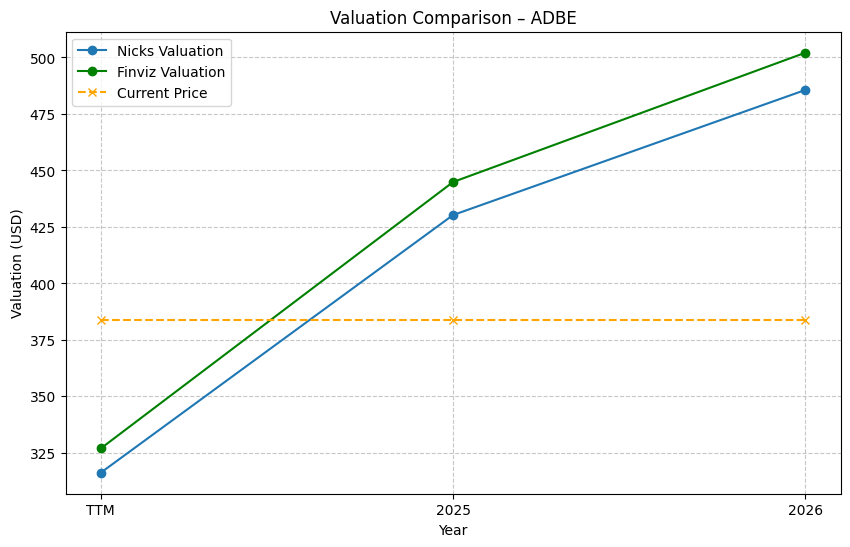 Valuation Comparison – ADBE
Nicks Valuation
Finviz Valuation
Current Price
Valuation (USD)
500
475
450
425
400
375
350
325
TTM
2025
2026
Year